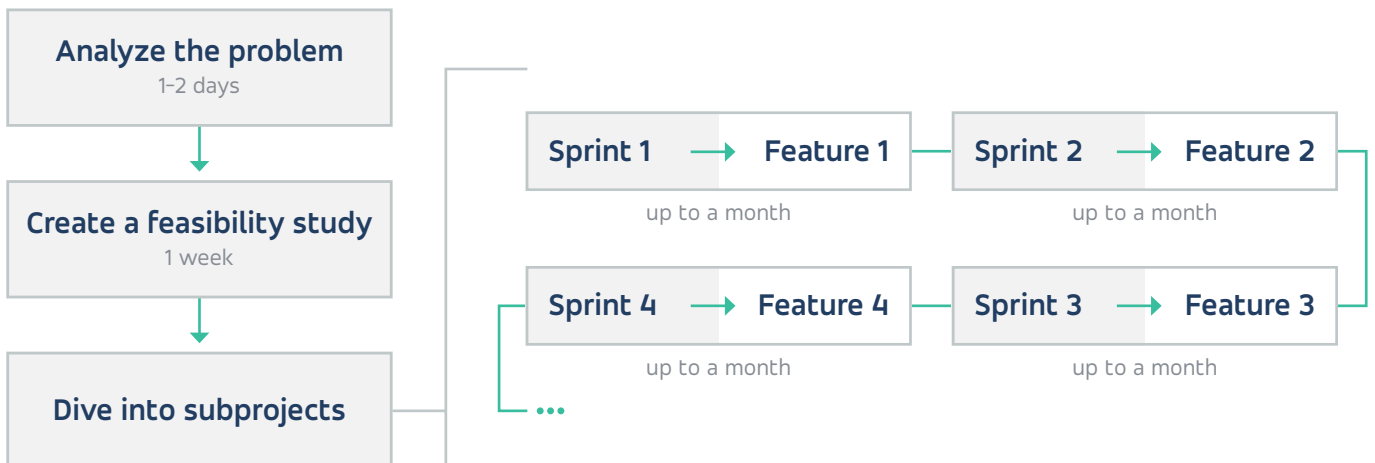 Analyze the problem
1-2 days
Create a feasibility study
1 week
Dive into subprojects
Sprint 1 Feature 1 Sprint 2 Feature 2
up to a month up to a month
Sprint 4 Feature 4 Sprint 3 Feature 3
up to a month up to a month
...